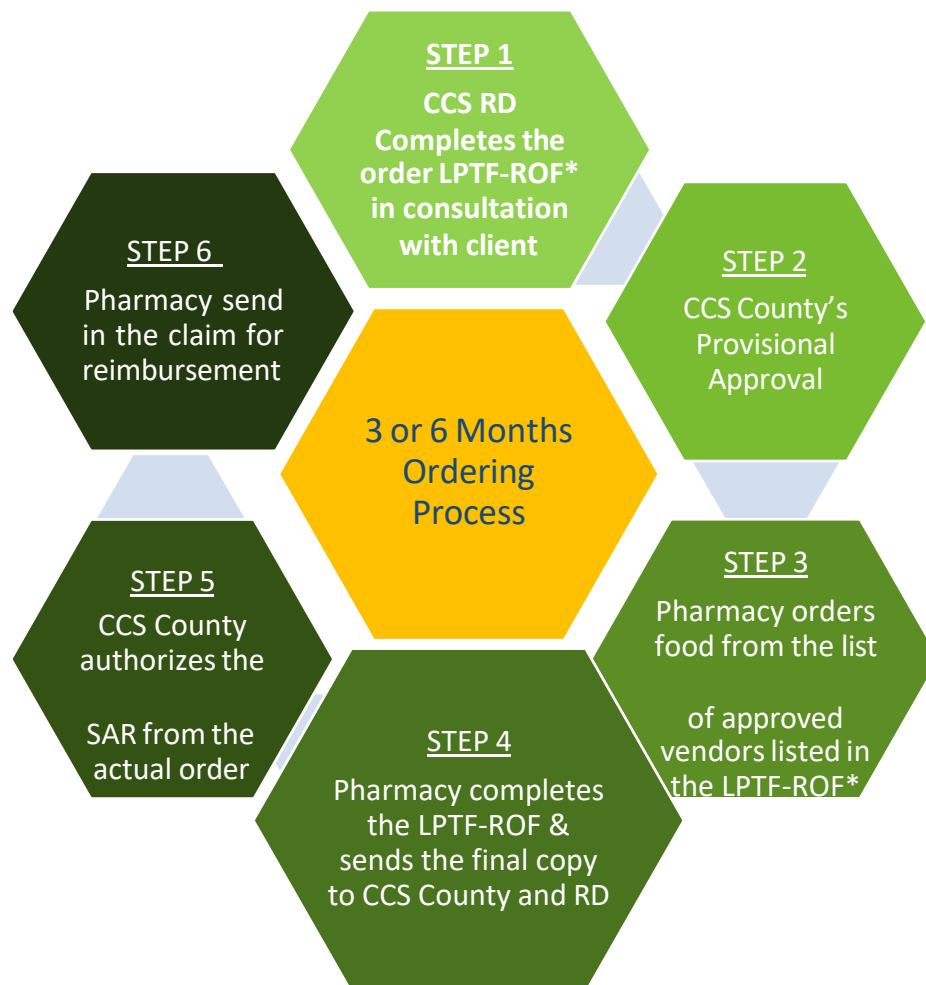 STEP 1
CCS RD
Completes the
order LPTF-ROF*
in consultation
with client
STEP 2
CCS County’s
Provisional
Approval
STEP 3
Pharmacy orders
food from the list
of approved
vendors listed in
the LPTF-ROF*
STEP 4
Pharmacy completes
the LPTF-ROF &
sends the final copy
to CCS County and RD
STEP 5
CCS County
authorizes the
SAR from the
actual order
STEP 6
Pharmacy send
in the claim for
reimbursement
3 or 6 Months
Ordering
Process